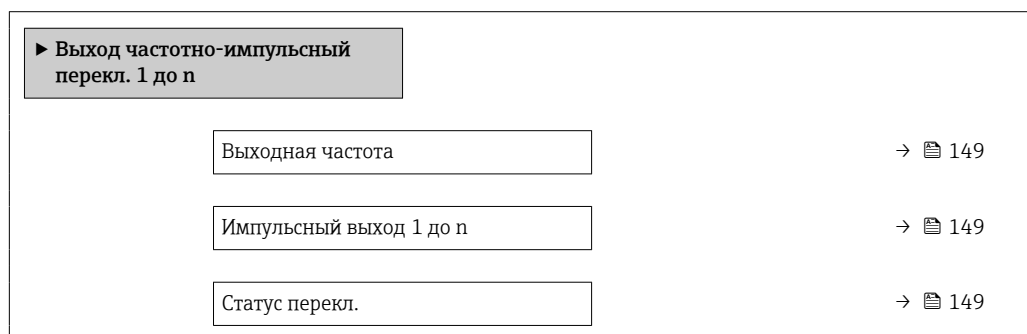 ▶ Выход частотно-импульсный
перекл. 1 до n
Выходная частота → 149
Импульсный выход 1 до n → 149
Статус перекл. → 149